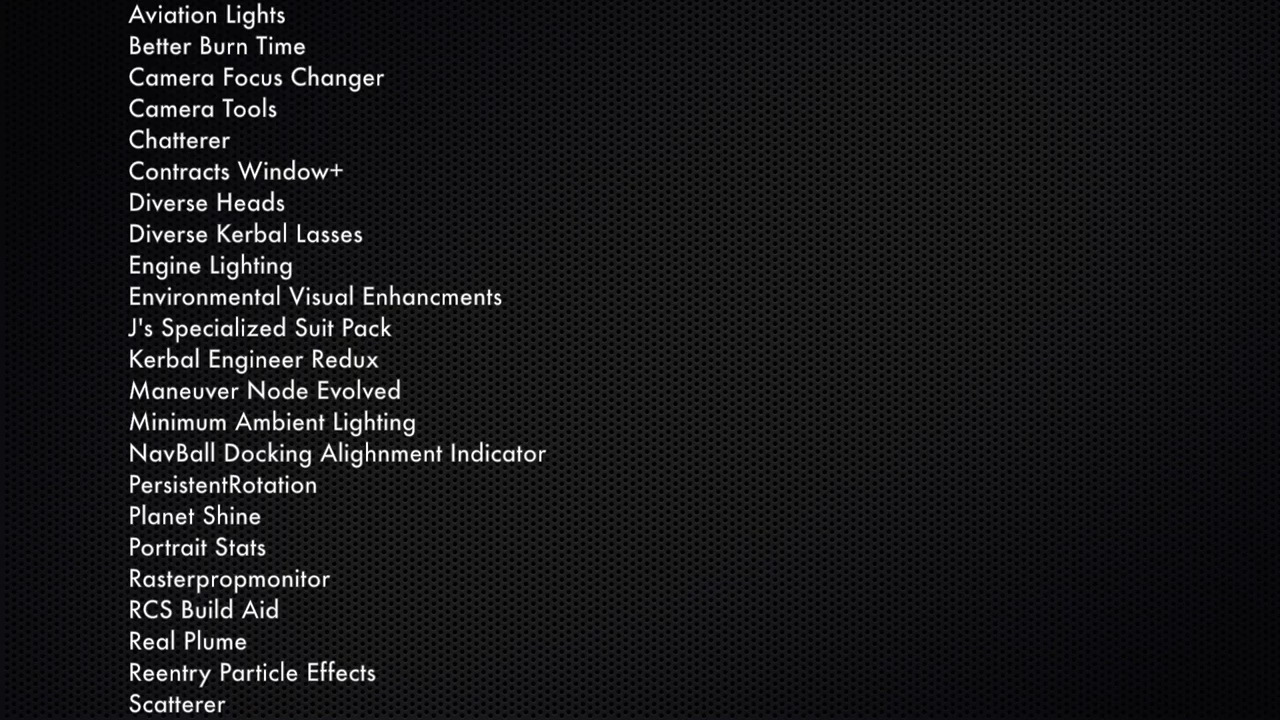 Aviation Lights
Better Burn Time
Camera Focus Changer
Camera Tools
Chatterer
Contracts Window+
Diverse Heads
Diverse Kerbal Lasses
Engine Lighting
Environmental Visual Enhancments
J's Specialized Suit Pack
Kerbal Engineer Redux
Maneuver Node Evolved
Minimum Ambient Lighting
NavBall Docking Alighnment Indicator
PersistentRotation
Planet Shine
Portrait Stats
Rasterpropmonitor
RCS Build Aid
Real Plume
Reentry Particle Effects
Scatterer